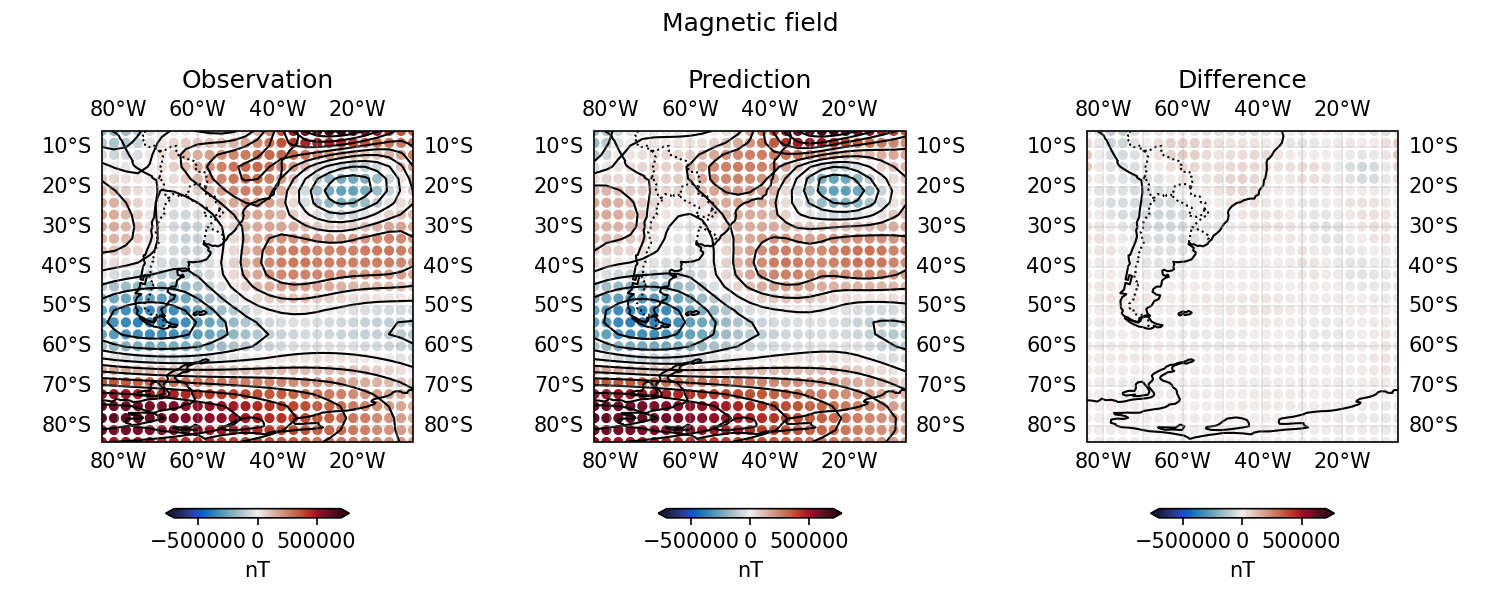 Magnetic field
Observation Prediction Difference
80°W 60°W 40°W 20°W 80°W 60°W 40°W 20°W 80°W 60°W 40°W 20°W
10°S 10°S 10°S 10°S 10°S 10°S
20°S 20°S 20°S 20°S 20°S 20°S
30°S 30°S 30°S 30°S 30°S 30°S
40°S 40°S 40°S 40°S 40°S 40°S
50°S 50°S 50°S 50°S 50°S 50°S
60°S 60°S 60°S 60°S 60°S 60°S
70°S 70°S 70°S 70°S 70°S 70°S
80°S 80°S 80°S 80°S 80°S 80°S
80°W 60°W 40°W 20°W 80°W 60°W 40°W 20°W 80°W 60°W 40°W 20°W
−500000 0 500000 −500000 0 500000 −500000 0 500000
nT nT nT